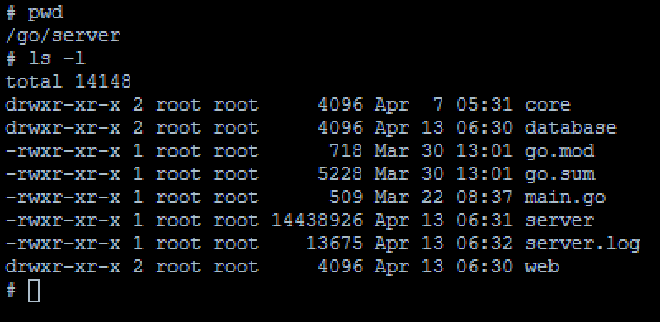 # pwd
/go/server
# ls -l
total 14148
drwxr-xr-x 2 root root     4096 Apr  7 05:31 core
drwxr-xr-x 2 root root     4096 Apr 13 06:30 database
-rwxr-xr-x 1 root root      718 Mar 30 13:01 go.mod
-rwxr-xr-x 1 root root     5228 Mar 30 13:01 go.sum
-rwxr-xr-x 1 root root      509 Mar 22 08:37 main.go
-rwxr-xr-x 1 root root 14438926 Apr 13 06:31 server
-rwxr-xr-x 1 root root    13675 Apr 13 06:32 server.log
drwxr-xr-x 2 root root     4096 Apr 13 06:30 web
#